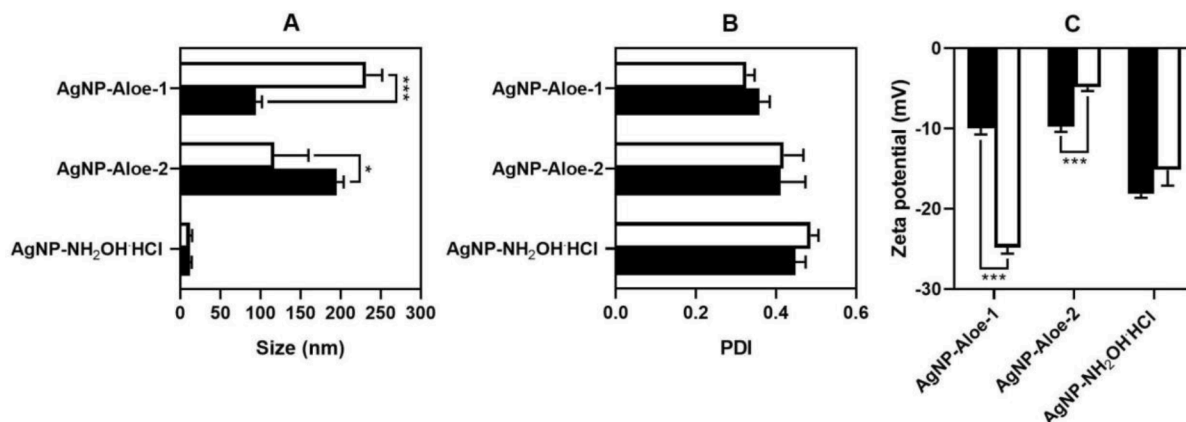 A
AgNP-Aloe-1
AgNP-Aloe-2
AgNP-NH₂OH·HCl
***
*
0 50 100 150 200 250 300
Size (nm)
B
AgNP-Aloe-1
AgNP-Aloe-2
AgNP-NH₂OH·HCl
0.0 0.2 0.4 0.6
PDI
C
Zeta potential (mV)
0
-10
-20
-30
***
***
AgNP-Aloe-1
AgNP-Aloe-2
AgNP-NH₂OH·HCl